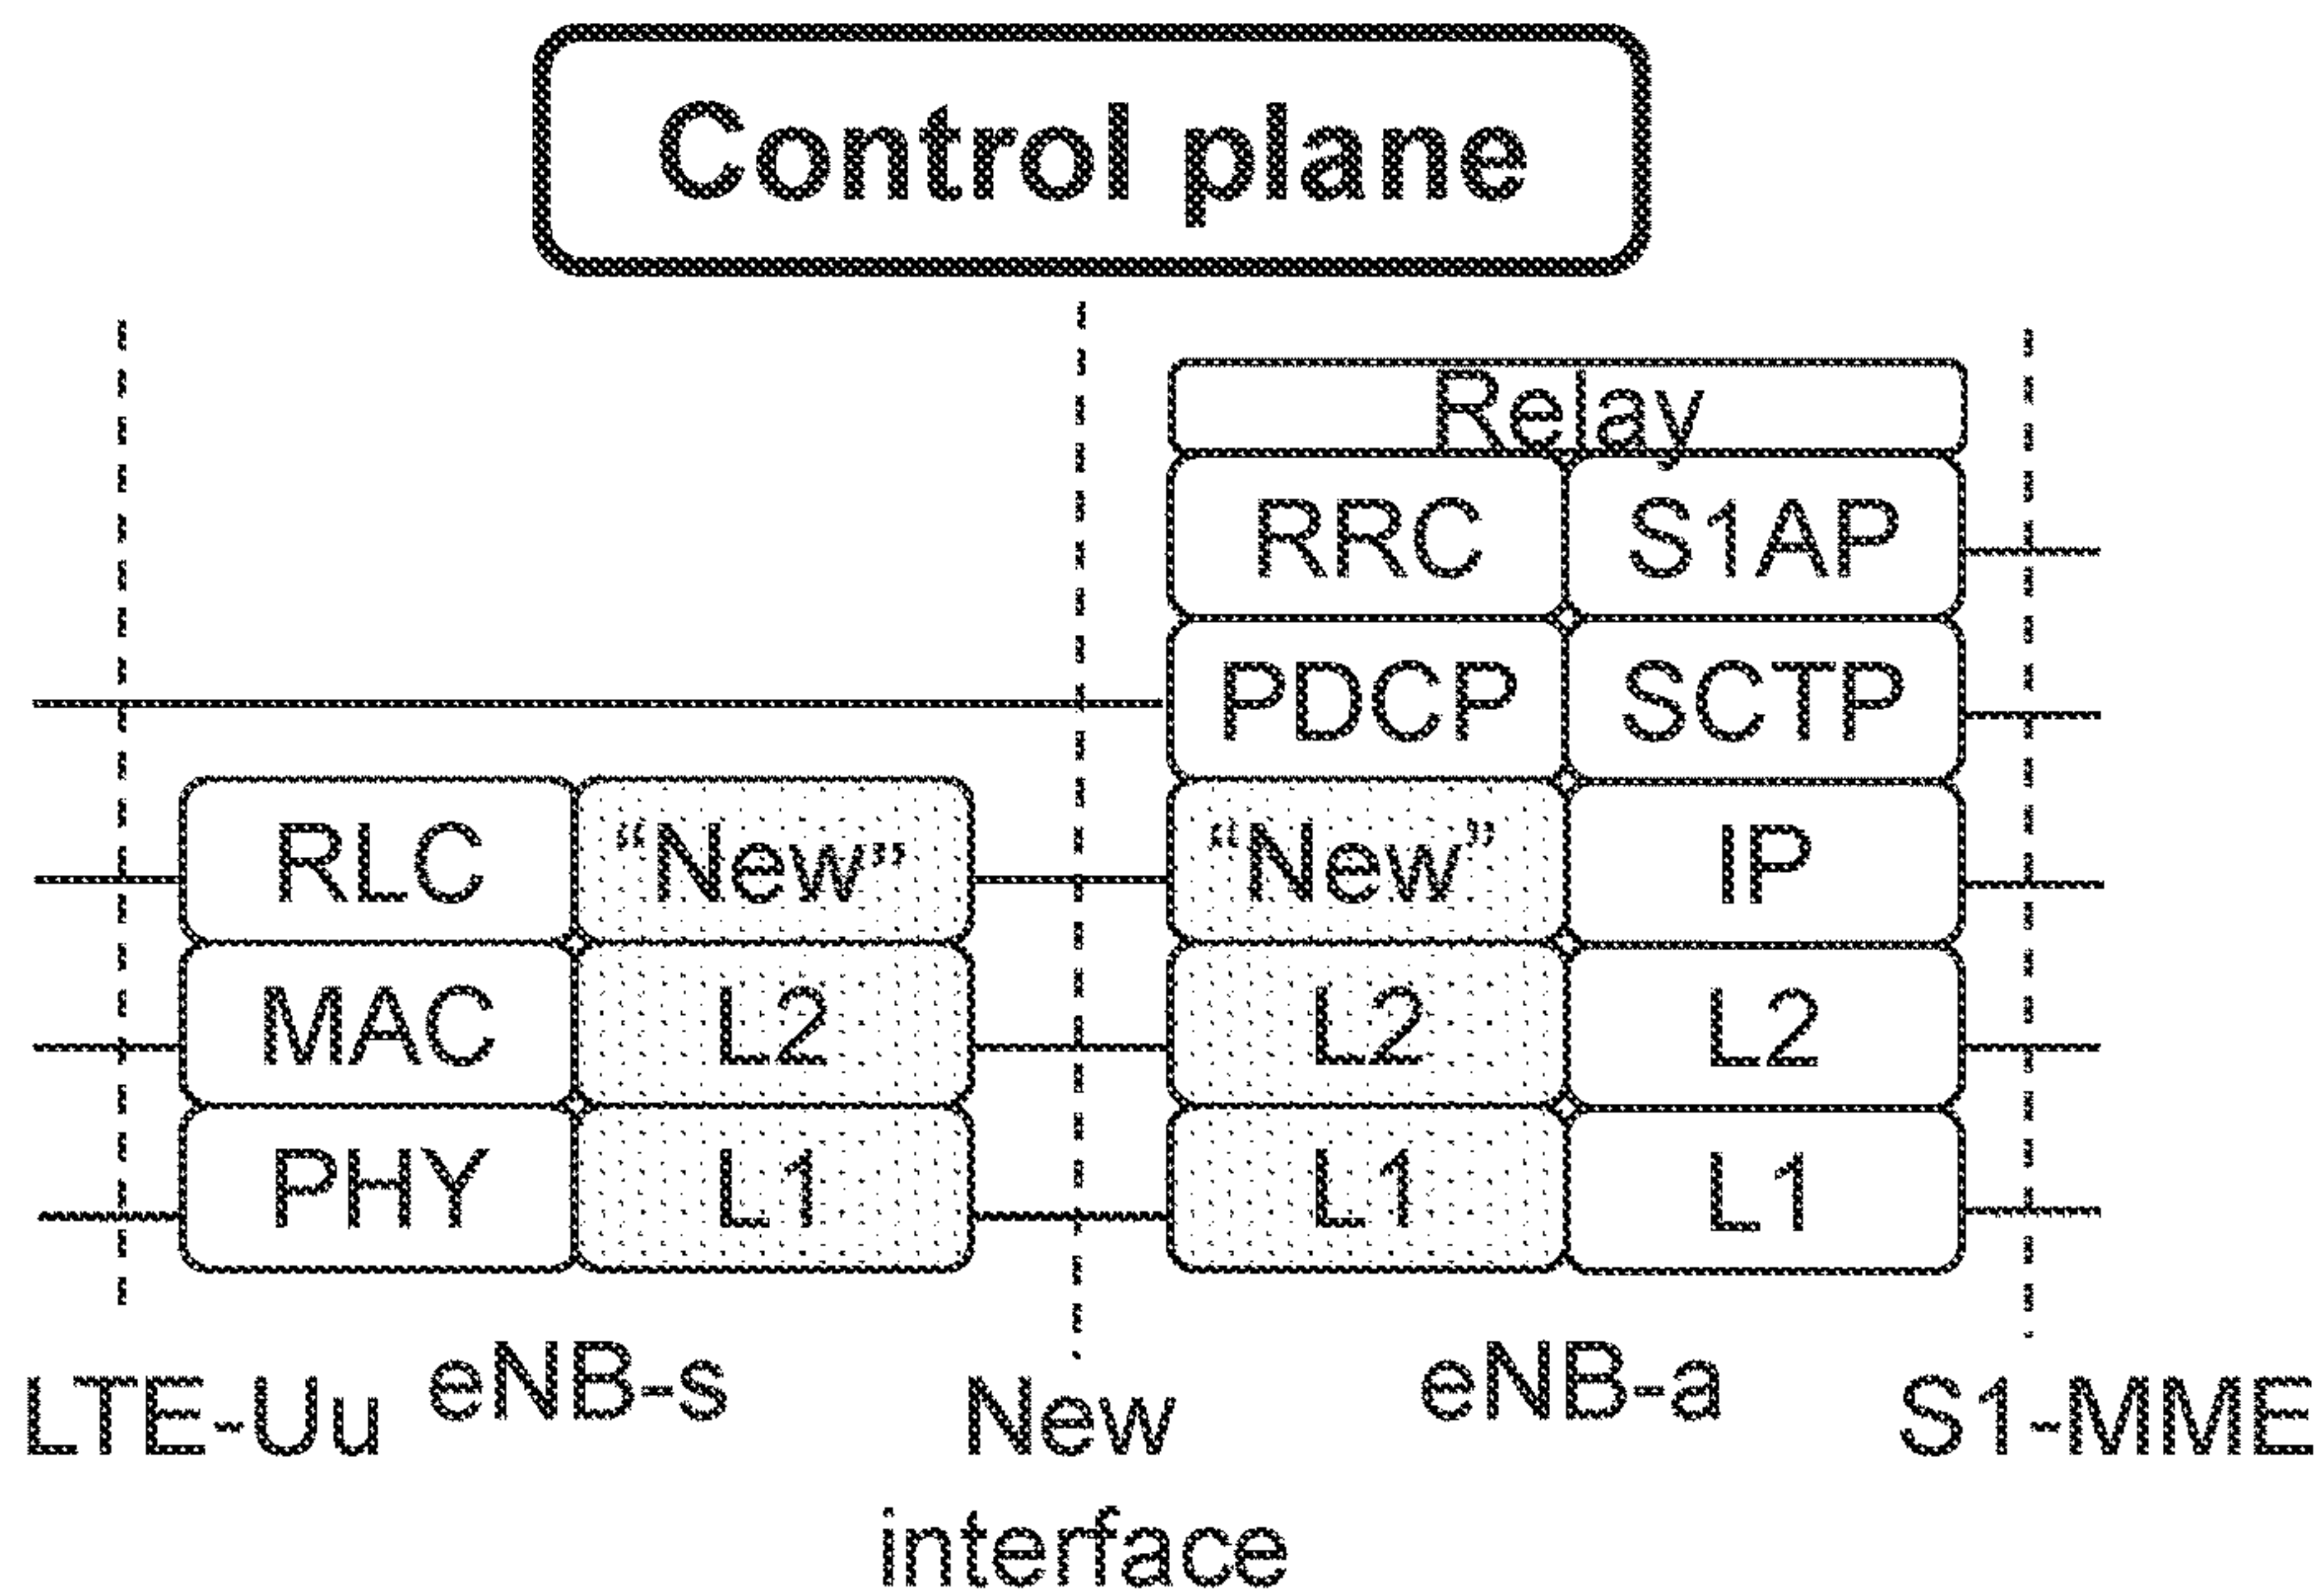 Control plane
Relay
RRC S1AP
PDCP SCTP
RLC “New” “New” IP
MAC L2 L2 L2
PHY L1 L1 L1
LTE-Uu eNB-s New eNB-a S1-MME
interface